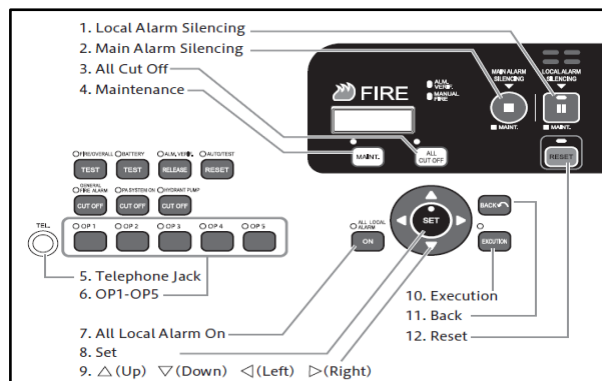 1. Local Alarm Silencing
2. Main Alarm Silencing
3. All Cut Off
4. Maintenance
MAIN ALARM SILENCING
LOCAL ALARM SILENCING
FIRE
ALM. VERIF.
MANUAL FIRE
MAINT.
MAINT.
MAINT.
ALL CUT OFF
RESET
FIRE/OVERALL
BATTERY
ALM. VERIF.
AUTO/TEST
TEST
TEST
RELEASE
RESET
GENERAL FIRE ALARM
PA SYSTEM ON
HYDRANT PUMP
CUT OFF
CUT OFF
CUT OFF
TEL.
OP 1
OP 2
OP 3
OP 4
OP 5
ALL LOCAL ALARM
ON
SET
BACK
EXECUTION
5. Telephone Jack
6. OP1-OP5
7. All Local Alarm On
8. Set
9. △ (Up) ▽ (Down) ◁ (Left) ▷ (Right)
10. Execution
11. Back
12. Reset